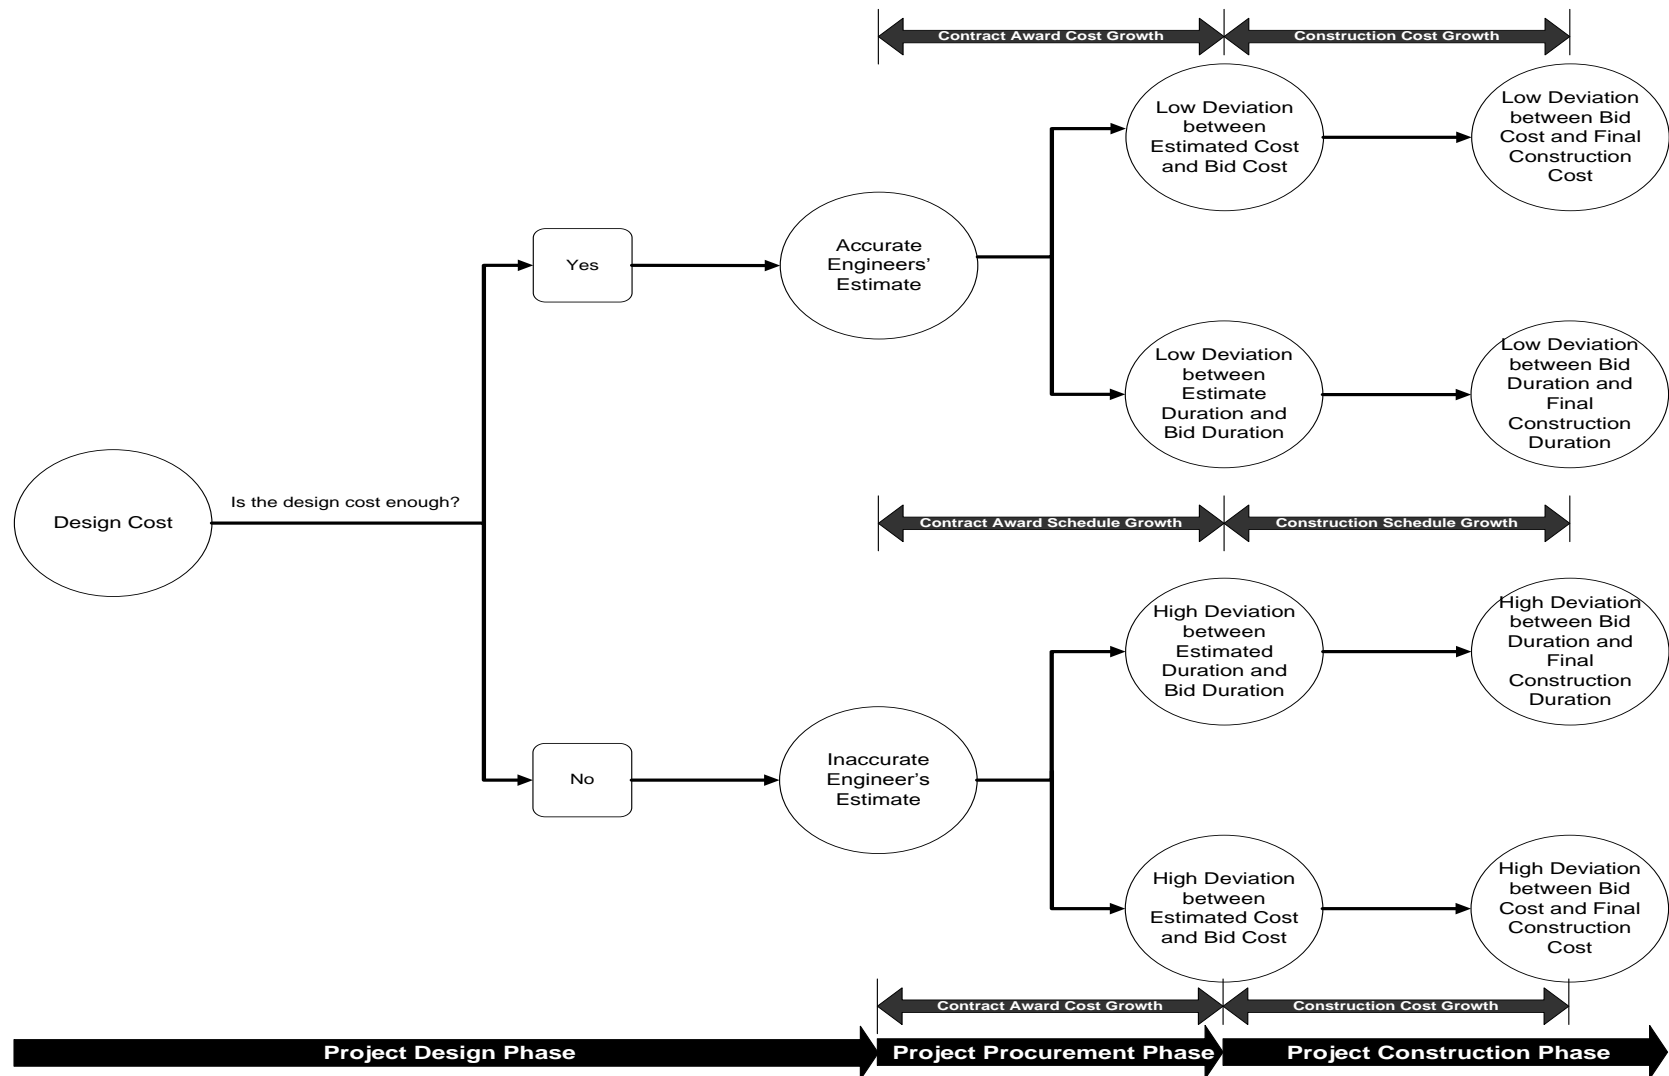 Contract Award Cost Growth
Construction Cost Growth
Low Deviation
between
Estimated Cost
and Bid Cost
Low Deviation
between Bid
Cost and Final
Construction
Cost
Yes
Accurate
Engineers’
Estimate
Low Deviation
between
Estimate
Duration and
Bid Duration
Low Deviation
between Bid
Duration and
Final
Construction
Duration
Design Cost
Is the design cost enough?
Contract Award Schedule Growth
Construction Schedule Growth
High Deviation
between
Estimated
Duration and
Bid Duration
High Deviation
between Bid
Duration and
Final
Construction
Duration
No
Inaccurate
Engineer’s
Estimate
High Deviation
between
Estimated Cost
and Bid Cost
High Deviation
between Bid
Cost and Final
Construction
Cost
Contract Award Cost Growth
Construction Cost Growth
Project Design Phase
Project Procurement Phase
Project Construction Phase